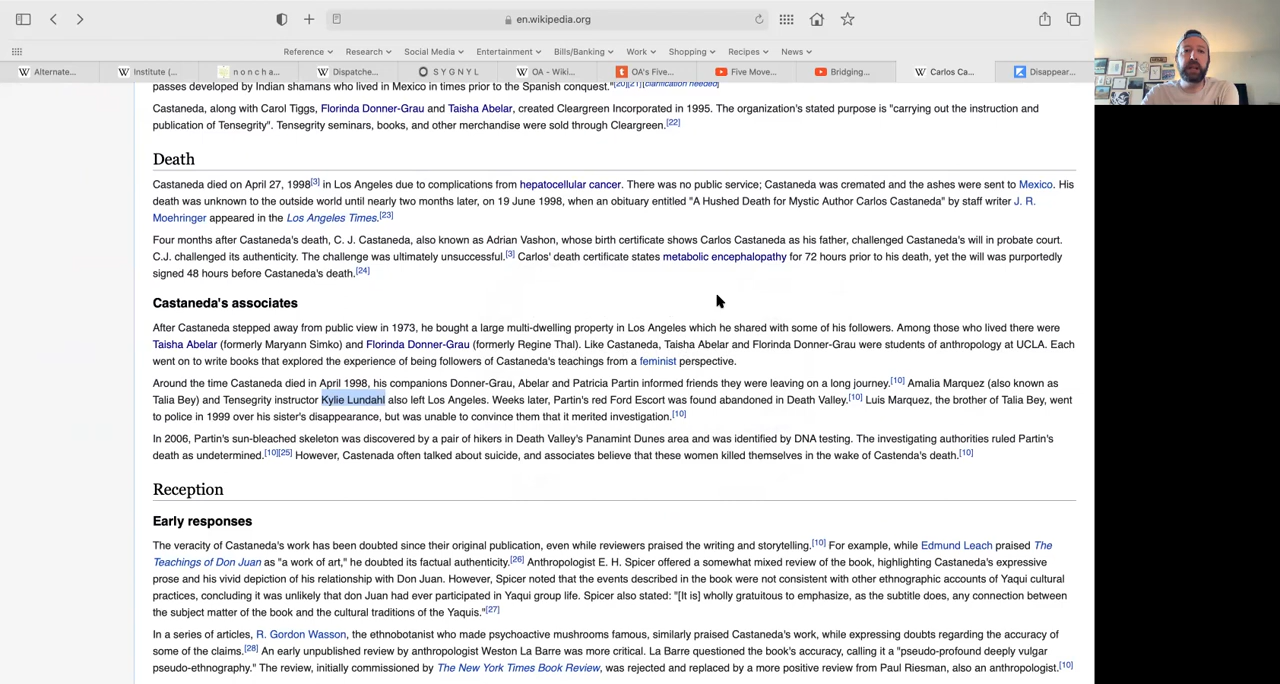 en.wikipedia.org
Reference
Research
Social Media
Entertainment
Bills/Banking
Work
Shopping
Recipes
News
Alternate...
Institute (...
n o n c h a...
Dispatche...
S Y G N Y L
OA - Wiki...
OA's Five...
Five Move...
Bridging...
Carlos Ca...
Disappear...
passes developed by Indian shamans who lived in Mexico in times prior to the Spanish conquest."[20][21][clarification needed]
Castaneda, along with Carol Tiggs, Florinda Donner-Grau and Taisha Abelar, created Cleargreen Incorporated in 1995. The organization's stated purpose is "carrying out the instruction and
publication of Tensegrity". Tensegrity seminars, books, and other merchandise were sold through Cleargreen.[22]
Death
Castaneda died on April 27, 1998[3] in Los Angeles due to complications from hepatocellular cancer. There was no public service; Castaneda was cremated and the ashes were sent to Mexico. His
death was unknown to the outside world until nearly two months later, on 19 June 1998, when an obituary entitled "A Hushed Death for Mystic Author Carlos Castaneda" by staff writer J. R.
Moehringer appeared in the Los Angeles Times.[23]
Four months after Castaneda's death, C. J. Castaneda, also known as Adrian Vashon, whose birth certificate shows Carlos Castaneda as his father, challenged Castaneda's will in probate court.
C.J. challenged its authenticity. The challenge was ultimately unsuccessful.[3] Carlos' death certificate states metabolic encephalopathy for 72 hours prior to his death, yet the will was purportedly
signed 48 hours before Castaneda's death.[24]
Castaneda's associates
After Castaneda stepped away from public view in 1973, he bought a large multi-dwelling property in Los Angeles which he shared with some of his followers. Among those who lived there were
Taisha Abelar (formerly Maryann Simko) and Florinda Donner-Grau (formerly Regine Thal). Like Castaneda, Taisha Abelar and Florinda Donner-Grau were students of anthropology at UCLA. Each
went on to write books that explored the experience of being followers of Castaneda's teachings from a feminist perspective.
Around the time Castaneda died in April 1998, his companions Donner-Grau, Abelar and Patricia Partin informed friends they were leaving on a long journey.[10] Amalia Marquez (also known as
Talia Bey) and Tensegrity instructor Kylie Lundahl also left Los Angeles. Weeks later, Partin's red Ford Escort was found abandoned in Death Valley.[10] Luis Marquez, the brother of Talia Bey, went
to police in 1999 over his sister's disappearance, but was unable to convince them that it merited investigation.[10]
In 2006, Partin's sun-bleached skeleton was discovered by a pair of hikers in Death Valley's Panamint Dunes area and was identified by DNA testing. The investigating authorities ruled Partin's
death as undetermined.[10][25] However, Castenada often talked about suicide, and associates believe that these women killed themselves in the wake of Castenda's death.[10]
Reception
Early responses
The veracity of Castaneda's work has been doubted since their original publication, even while reviewers praised the writing and storytelling.[10] For example, while Edmund Leach praised The
Teachings of Don Juan as "a work of art," he doubted its factual authenticity.[26] Anthropologist E. H. Spicer offered a somewhat mixed review of the book, highlighting Castaneda's expressive
prose and his vivid depiction of his relationship with Don Juan. However, Spicer noted that the events described in the book were not consistent with other ethnographic accounts of Yaqui cultural
practices, concluding it was unlikely that don Juan had ever participated in Yaqui group life. Spicer also stated: "[It is] wholly gratuitous to emphasize, as the subtitle does, any connection between
the subject matter of the book and the cultural traditions of the Yaquis."[27]
In a series of articles, R. Gordon Wasson, the ethnobotanist who made psychoactive mushrooms famous, similarly praised Castaneda's work, while expressing doubts regarding the accuracy of
some of the claims.[28] An early unpublished review by anthropologist Weston La Barre was more critical. La Barre questioned the book's accuracy, calling it a "pseudo-profound deeply vulgar
pseudo-ethnography." The review, initially commissioned by The New York Times Book Review, was rejected and replaced by a more positive review from Paul Riesman, also an anthropologist.[10]